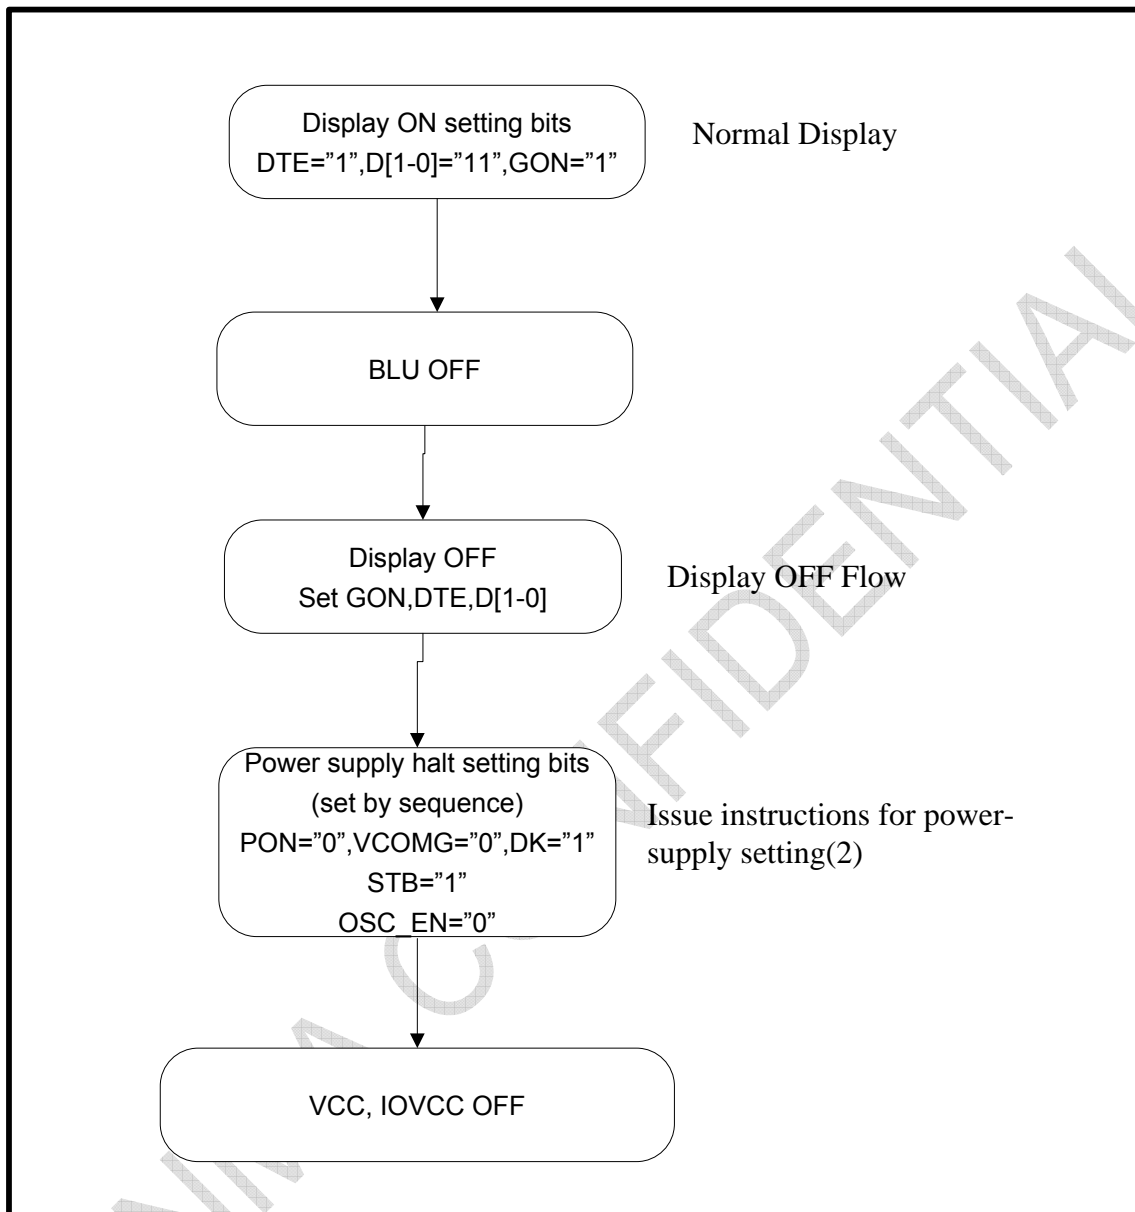 Display ON setting bits
DTE=”1”,D[1-0]=”11”,GON=”1”
Normal Display
BLU OFF
Display OFF
Set GON,DTE,D[1-0]
Display OFF Flow
Power supply halt setting bits
(set by sequence)
PON=”0”,VCOMG=”0”,DK=”1”
STB=”1”
OSC_EN=”0”
Issue instructions for power-
supply setting(2)
VCC, IOVCC OFF
CONFIDENTIAL